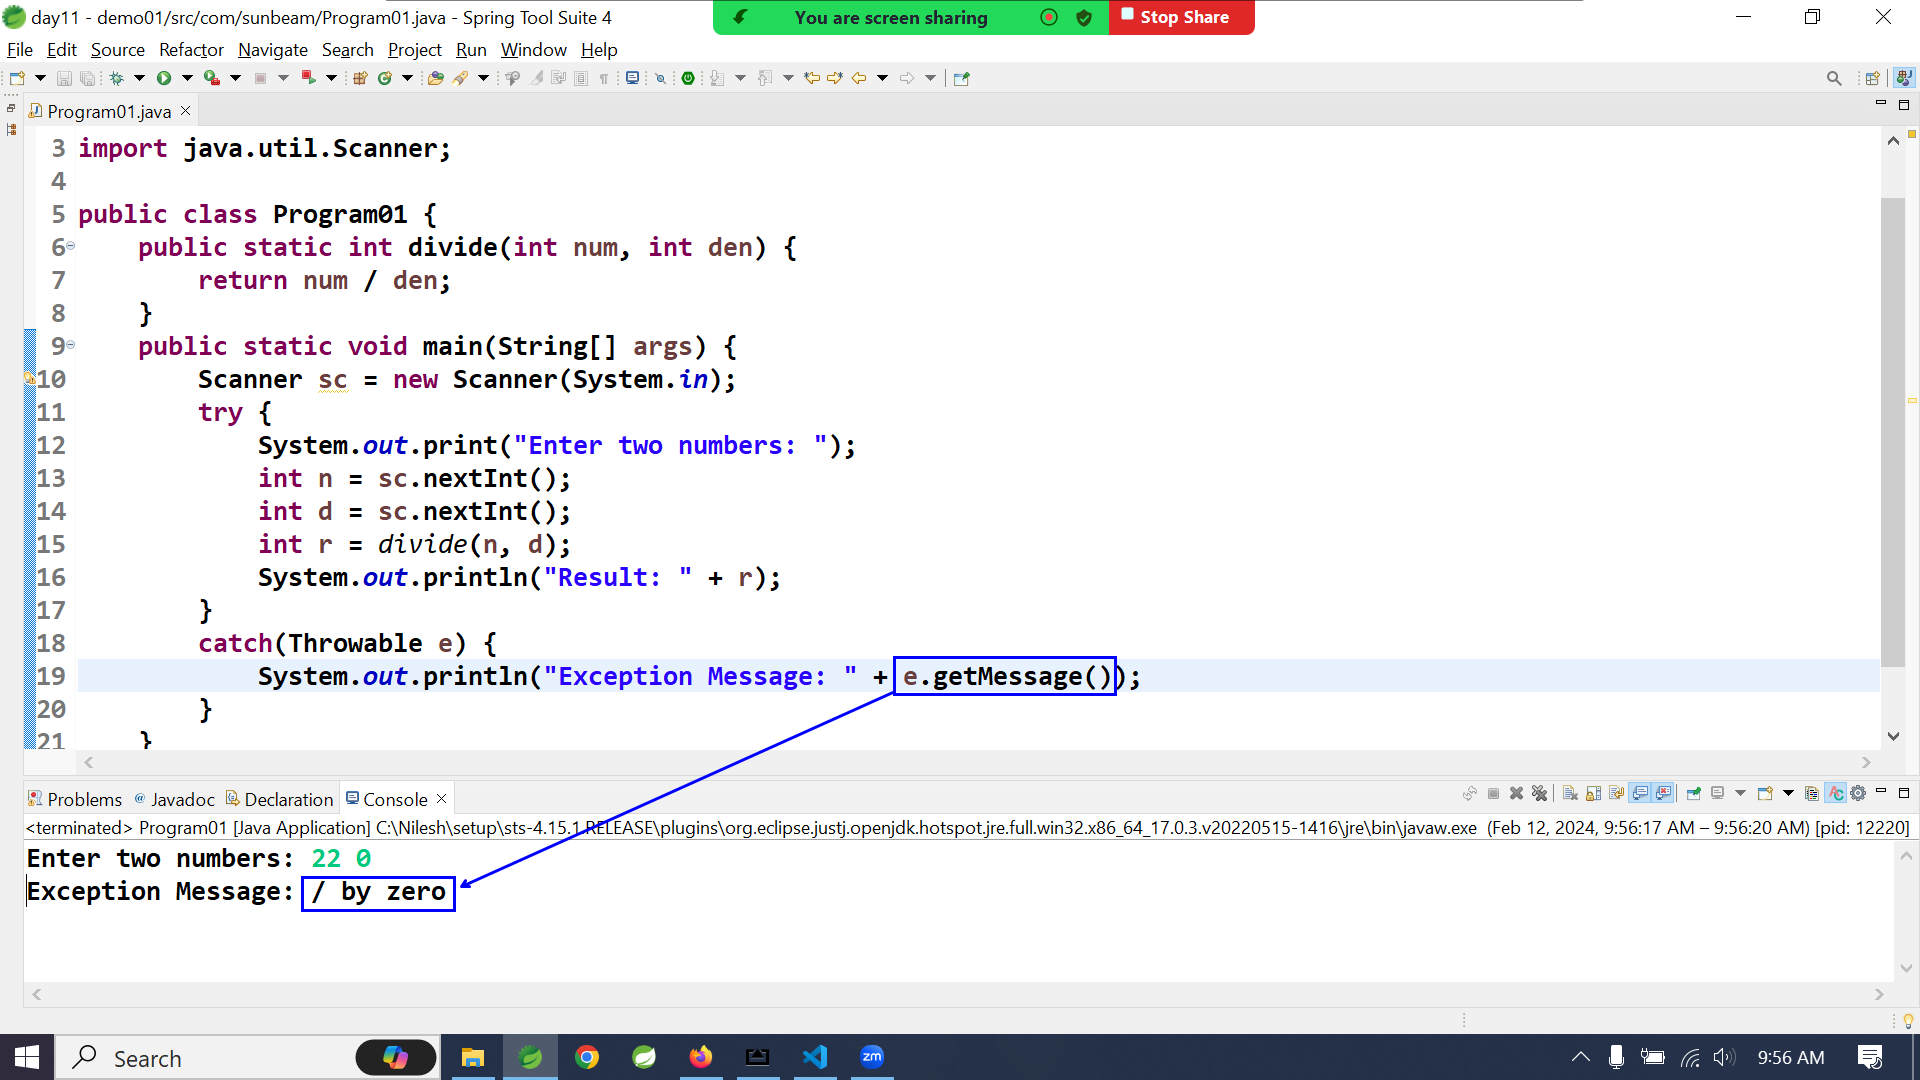 day11 - demo01/src/com/sunbeam/Program01.java - Spring Tool Suite 4
You are screen sharing
Stop Share
File Edit Source Refactor Navigate Search Project Run Window Help
Program01.java
3 import java.util.Scanner;
4
5 public class Program01 {
6 public static int divide(int num, int den) {
7 return num / den;
8 }
9 public static void main(String[] args) {
10 Scanner sc = new Scanner(System.in);
11 try {
12 System.out.print("Enter two numbers: ");
13 int n = sc.nextInt();
14 int d = sc.nextInt();
15 int r = divide(n, d);
16 System.out.println("Result: " + r);
17 }
18 catch(Throwable e) {
19 System.out.println("Exception Message: " + e.getMessage());
20 }
21 }
Problems @ Javadoc Declaration Console
<terminated> Program01 [Java Application] C:\Nilesh\setup\sts-4.15.1.RELEASE\plugins\org.eclipse.justj.openjdk.hotspot.jre.full.win32.x86_64_17.0.3.v20220515-1416\jre\bin\javaw.exe (Feb 12, 2024, 9:56:17 AM – 9:56:20 AM) [pid: 12220]
Enter two numbers: 22 0
Exception Message: / by zero
Search
zm
9:56 AM